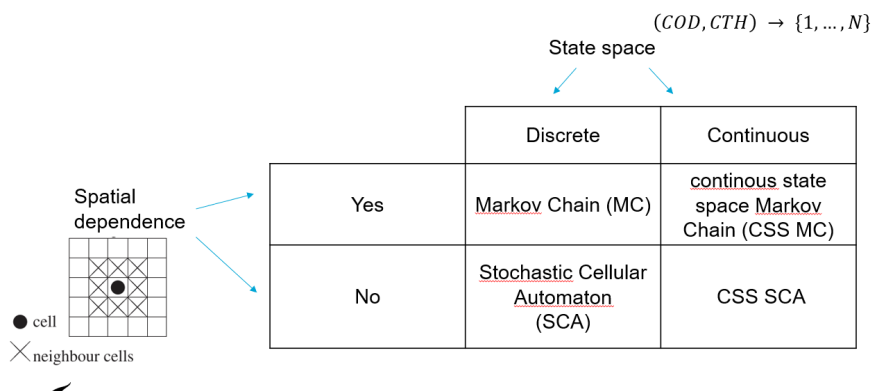 (COD, CTH) → {1, … , N}
State space
Discrete
Continuous
Spatial
dependence
Yes
Markov Chain (MC)
continous state
space Markov
Chain (CSS MC)
No
Stochastic Cellular
Automaton
(SCA)
CSS SCA
cell
neighbour cells